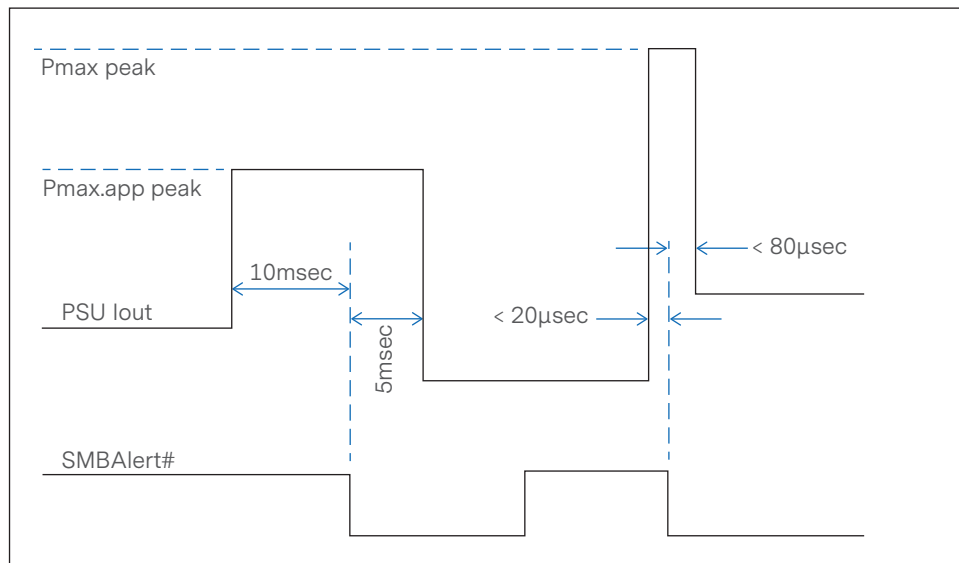 Pmax peak
Pmax.app peak
< 80µsec
10msec
PSU Iout
< 20µsec
5msec
SMBAlert#